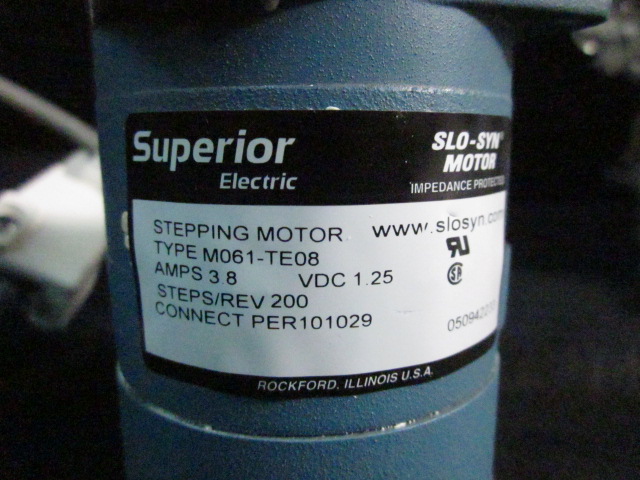 Superior
Electric
SLO-SYN®
MOTOR
IMPEDANCE PROTECTED
STEPPING MOTOR
www.slosyn.com
TYPE M061-TE08
AMPS 3.8 VDC 1.25
STEPS/REV 200
CONNECT PER101029
ROCKFORD, ILLINOIS U.S.A.